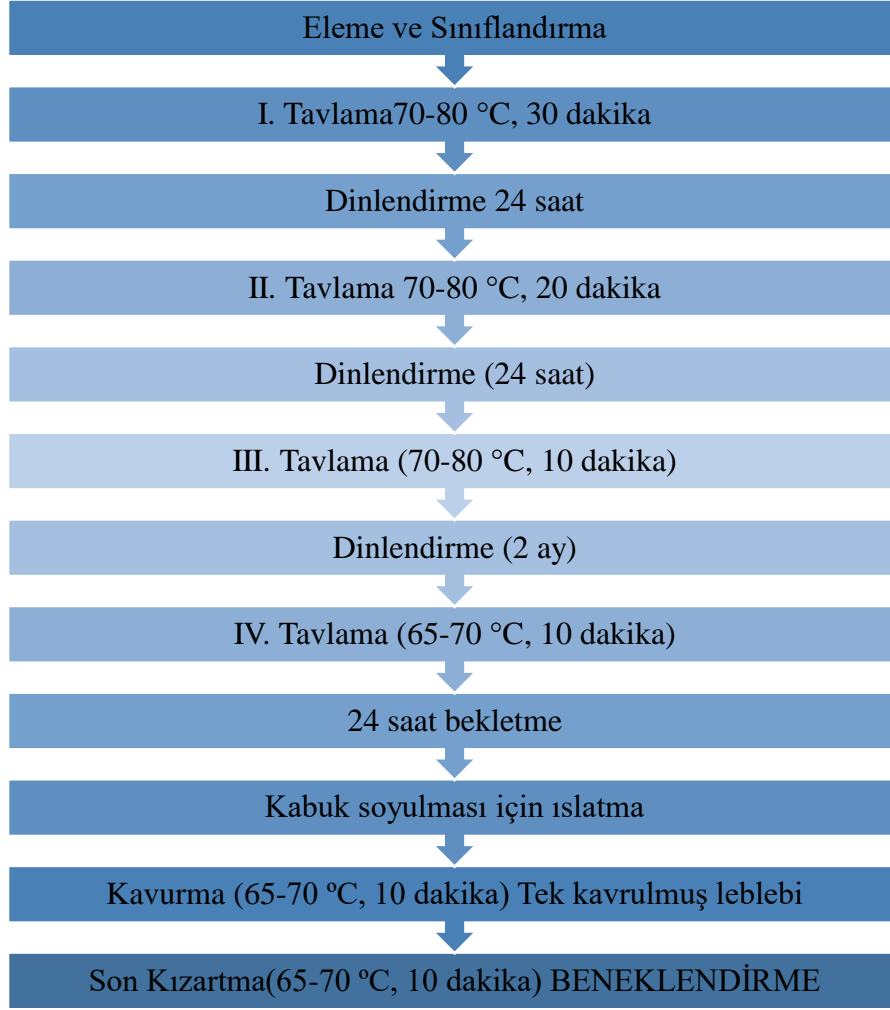 Eleme ve Sınıflandırma
I. Tavlama70-80 °C, 30 dakika
Dinlendirme 24 saat
II. Tavlama 70-80 °C, 20 dakika
Dinlendirme (24 saat)
III. Tavlama (70-80 °C, 10 dakika)
Dinlendirme (2 ay)
IV. Tavlama (65-70 °C, 10 dakika)
24 saat bekletme
Kabuk soyulması için ıslatma
Kavurma (65-70 ºC, 10 dakika) Tek kavrulmuş leblebi
Son Kızartma(65-70 ºC, 10 dakika) BENEKLENDİRME